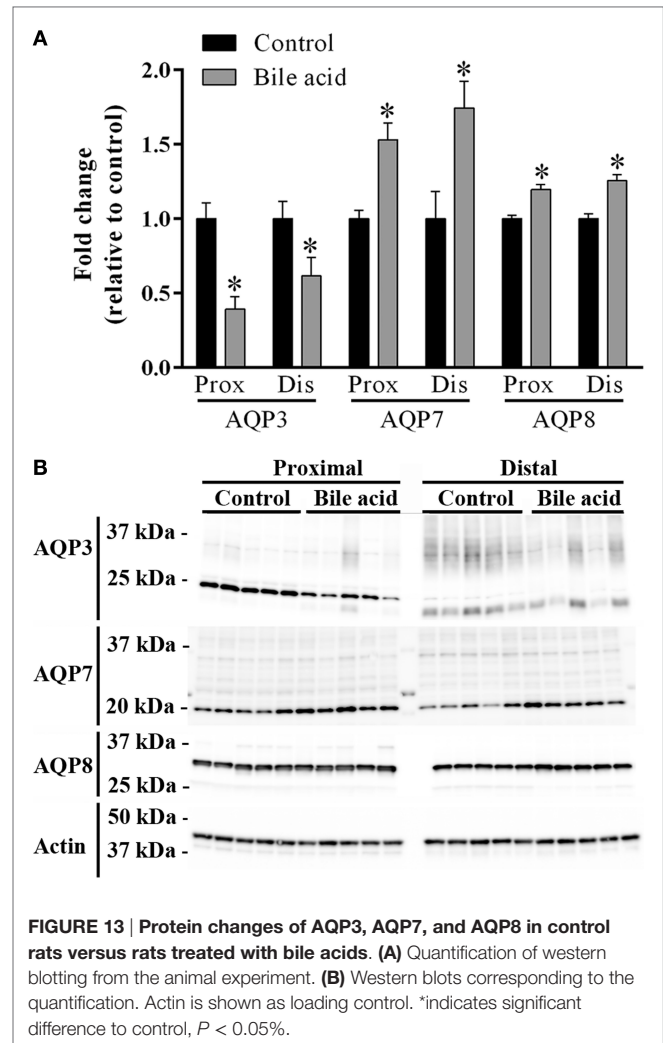 A
Control
Bile acid
Fold change
(relative to control)
2.0
1.5
1.0
0.5
0.0
* * * * * *
Prox Dis Prox Dis Prox Dis
AQP3 AQP7 AQP8
B
Proximal Distal
Control Bile acid Control Bile acid
AQP3
37 kDa -
25 kDa -
AQP7
37 kDa -
20 kDa -
AQP8
37 kDa -
25 kDa -
Actin
50 kDa -
37 kDa -
FIGURE 13 | Protein changes of AQP3, AQP7, and AQP8 in control
rats versus rats treated with bile acids. (A) Quantification of western
blotting from the animal experiment. (B) Western blots corresponding to the
quantification. Actin is shown as loading control. *indicates significant
difference to control, P < 0.05%.